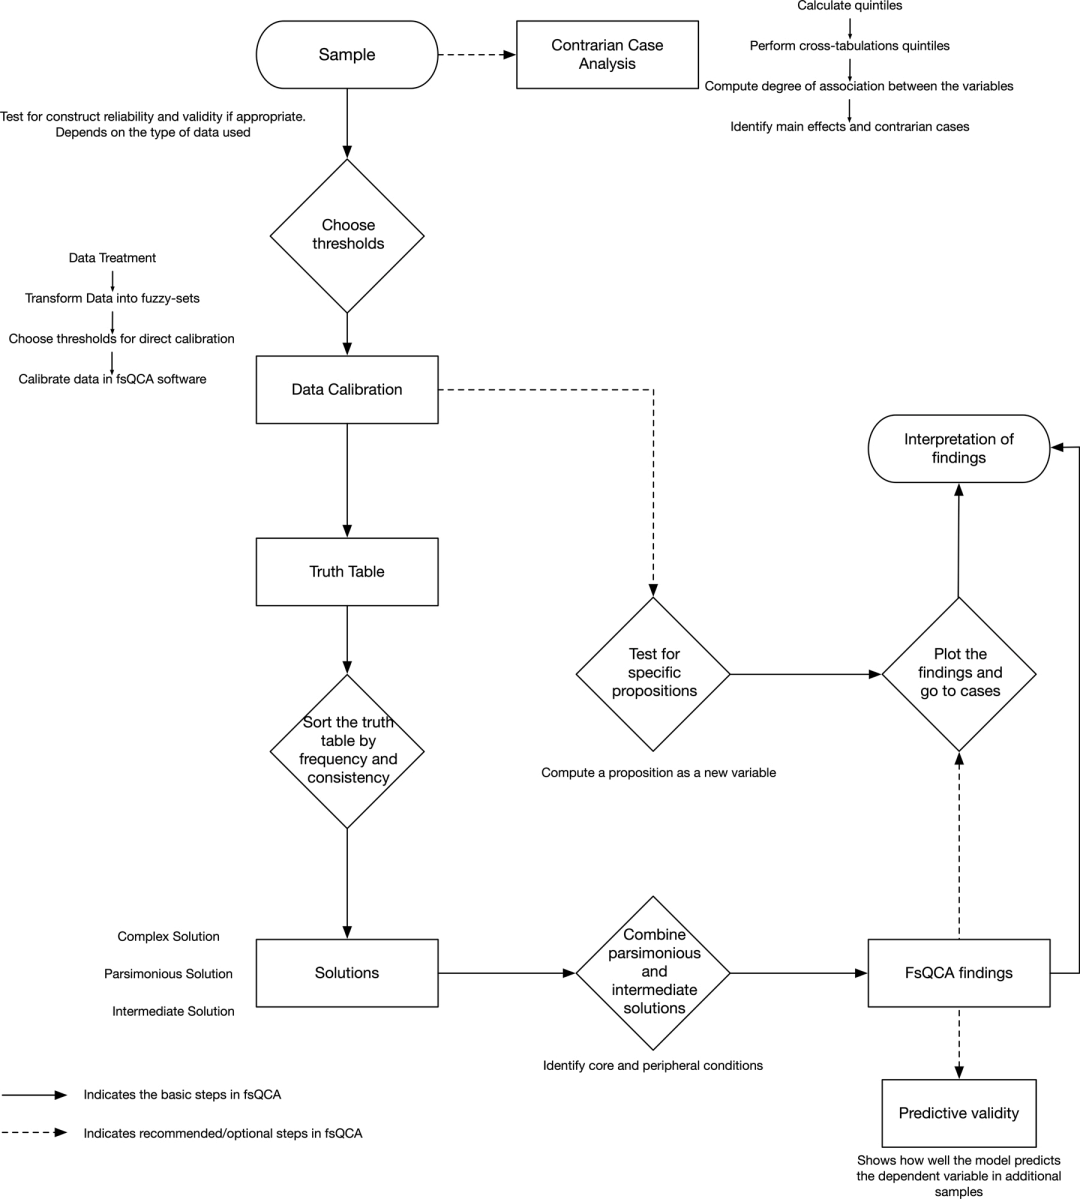 Calculate quintiles
Sample
Contrarian Case
Analysis
Perform cross-tabulations quintiles
Compute degree of association between the variables
Identify main effects and contrarian cases
Test for construct reliability and validity if appropriate.
Depends on the type of data used
Choose
thresholds
Data Treatment
Transform Data into fuzzy-sets
Choose thresholds for direct calibration
Calibrate data in fsQCA software
Data Calibration
Interpretation of
findings
Truth Table
Test for
specific
propositions
Plot the
findings and
go to cases
Sort the truth
table by
frequency and
consistency
Compute a proposition as a new variable
Complex Solution
Parsimonious Solution
Intermediate Solution
Solutions
Combine
parsimonious
and
intermediate
solutions
FsQCA findings
Identify core and peripheral conditions
Indicates the basic steps in fsQCA
Indicates recommended/optional steps in fsQCA
Predictive validity
Shows how well the model predicts
the dependent variable in additional
samples